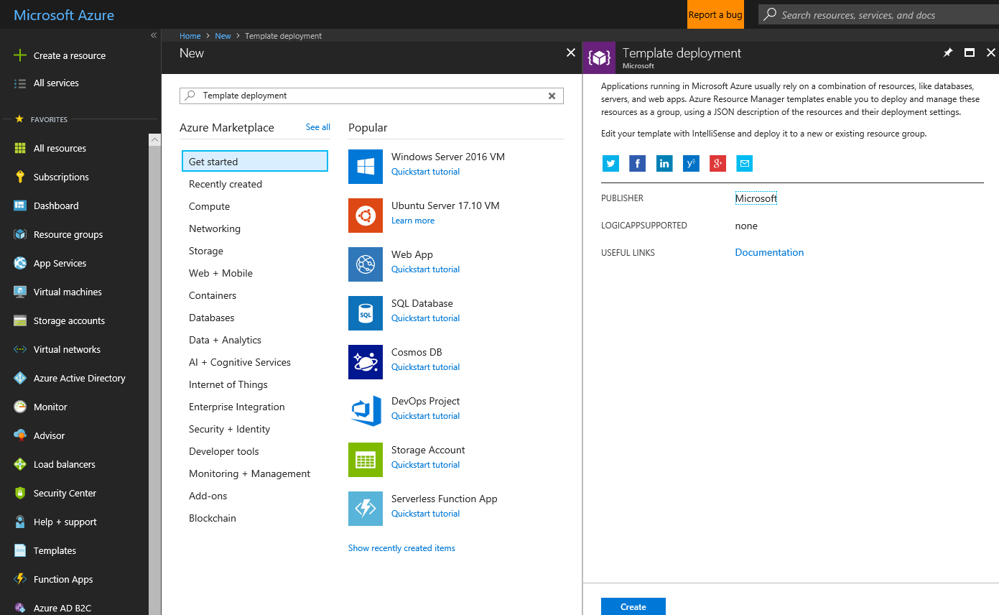 Microsoft Azure
Report a bug
Search resources, services, and docs
Create a resource
All services
FAVORITES
All resources
Subscriptions
Dashboard
Resource groups
App Services
Virtual machines
Storage accounts
Virtual networks
Azure Active Directory
Monitor
Advisor
Load balancers
Security Center
Help + support
Templates
Function Apps
Azure AD B2C
Home > New > Template deployment
New
Template deployment
Azure Marketplace
See all
Get started
Recently created
Compute
Networking
Storage
Web + Mobile
Containers
Databases
Data + Analytics
AI + Cognitive Services
Internet of Things
Enterprise Integration
Security + Identity
Developer tools
Monitoring + Management
Add-ons
Blockchain
Popular
Windows Server 2016 VM
Quickstart tutorial
Ubuntu Server 17.10 VM
Learn more
Web App
Quickstart tutorial
SQL
SQL Database
Quickstart tutorial
Cosmos DB
Quickstart tutorial
DevOps Project
Quickstart tutorial
Storage Account
Quickstart tutorial
Serverless Function App
Quickstart tutorial
Show recently created items
Template deployment
Microsoft
Applications running in Microsoft Azure usually rely on a combination of resources, like databases,
servers, and web apps. Azure Resource Manager templates enable you to deploy and manage these
resources as a group, using a JSON description of the resources and their deployment settings.
Edit your template with IntelliSense and deploy it to a new or existing resource group.
PUBLISHER
Microsoft
LOGICAPPSUPPORTED
none
USEFUL LINKS
Documentation
Create